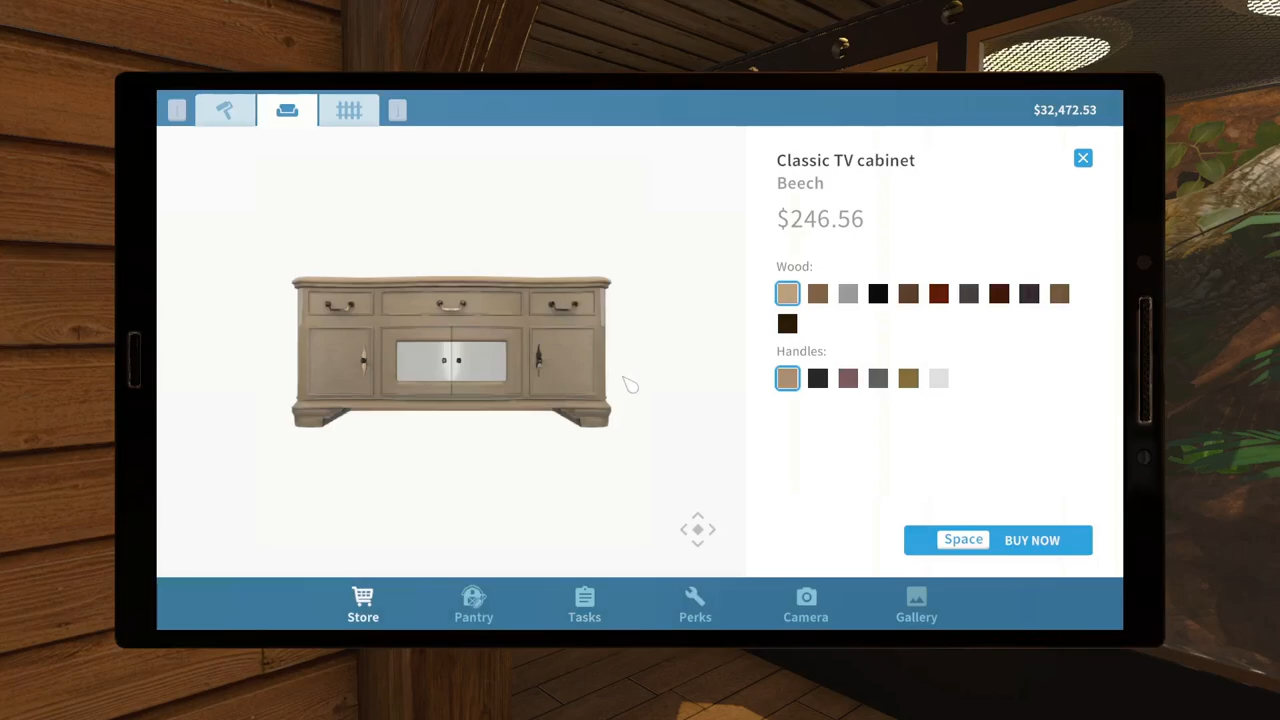 $32,472.53
Classic TV cabinet
Beech
$246.56
Wood:
Handles:
Space BUY NOW
Store Pantry Tasks Perks Camera Gallery